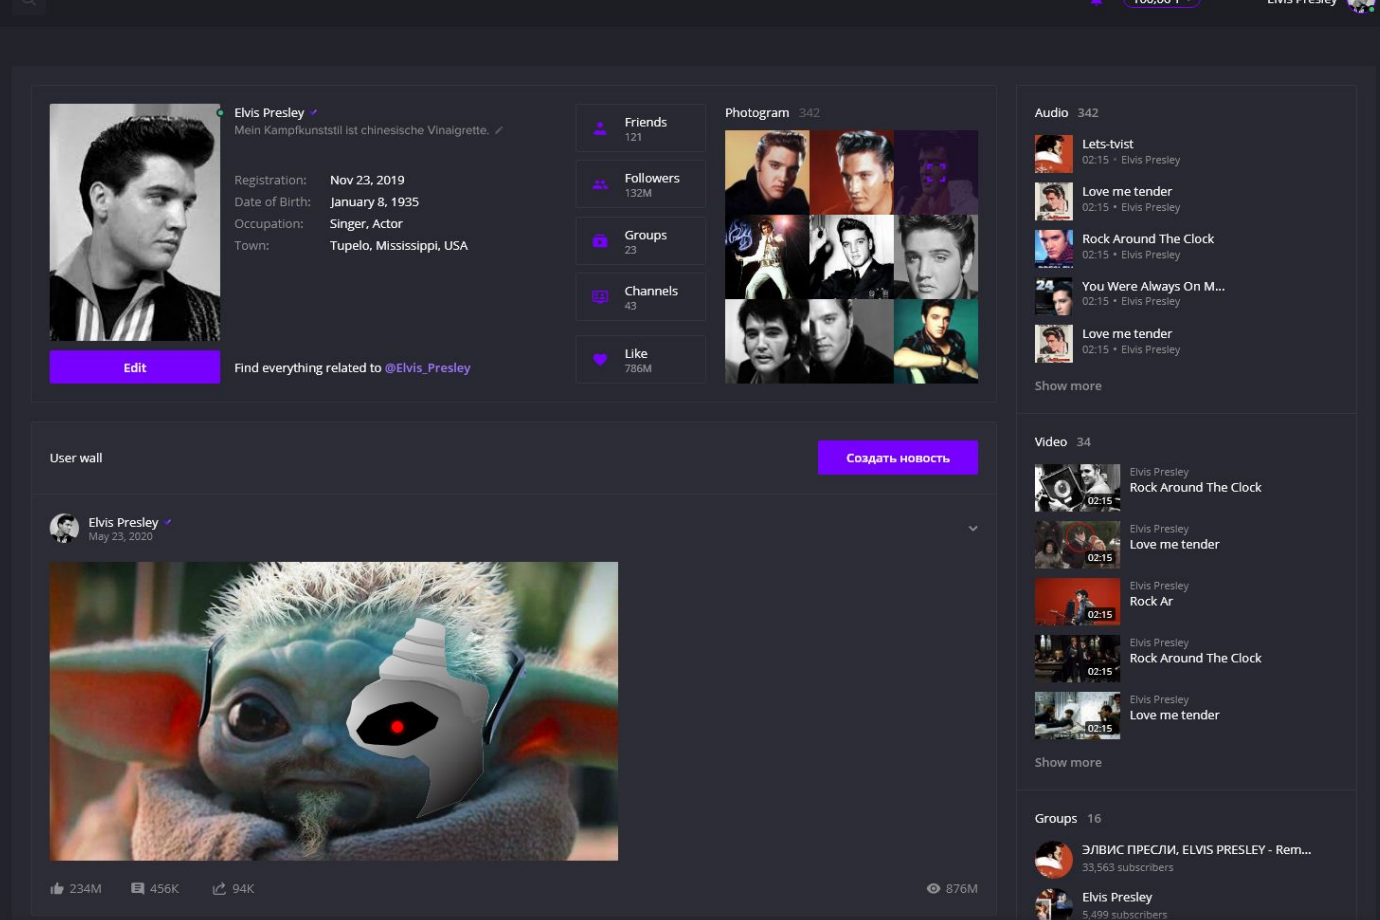 Elvis Presley
Elvis Presley
Mein Kampfkunststil ist chinesische Vinaigrette.
Registration: Nov 23, 2019
Date of Birth: January 8, 1935
Occupation: Singer, Actor
Town: Tupelo, Mississippi, USA
Edit
Find everything related to @Elvis_Presley
Friends
121
Followers
132M
Groups
23
Channels
43
Like
786M
Photogram 342
User wall
Создать новость
Elvis Presley
May 23, 2020
234M
456K
94K
876M
Audio 342
Lets-tvist
02:15 • Elvis Presley
Love me tender
02:15 • Elvis Presley
Rock Around The Clock
02:15 • Elvis Presley
You Were Always On M...
02:15 • Elvis Presley
Love me tender
02:15 • Elvis Presley
Show more
Video 34
Elvis Presley
Rock Around The Clock
02:15
Elvis Presley
Love me tender
02:15
Elvis Presley
Rock Ar
02:15
Elvis Presley
Rock Around The Clock
02:15
Elvis Presley
Love me tender
02:15
Show more
Groups 16
ЭЛВИС ПРЕСЛИ, ELVIS PRESLEY - Rem...
33,563 subscribers
Elvis Presley
5,499 subscribers